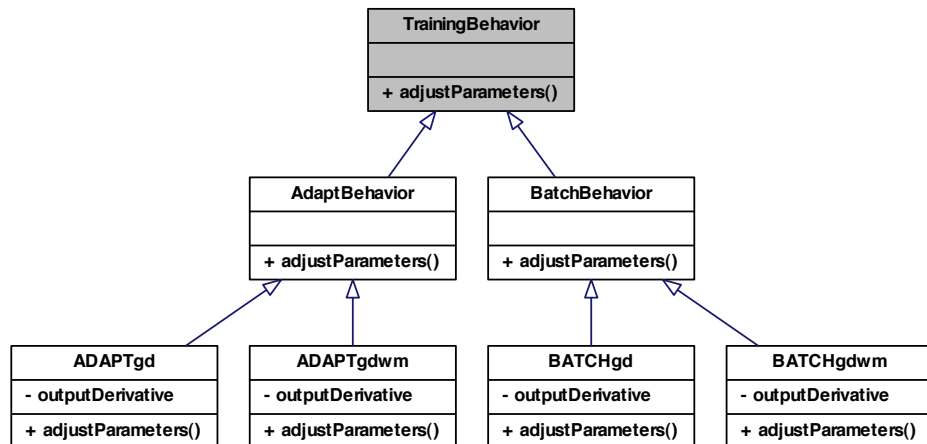 TrainingBehavior
+ adjustParameters()
AdaptBehavior
+ adjustParameters()
BatchBehavior
+ adjustParameters()
ADAPTgd
- outputDerivative
+ adjustParameters()
ADAPTgdwm
- outputDerivative
+ adjustParameters()
BATCHgd
- outputDerivative
+ adjustParameters()
BATCHgdwm
- outputDerivative
+ adjustParameters()